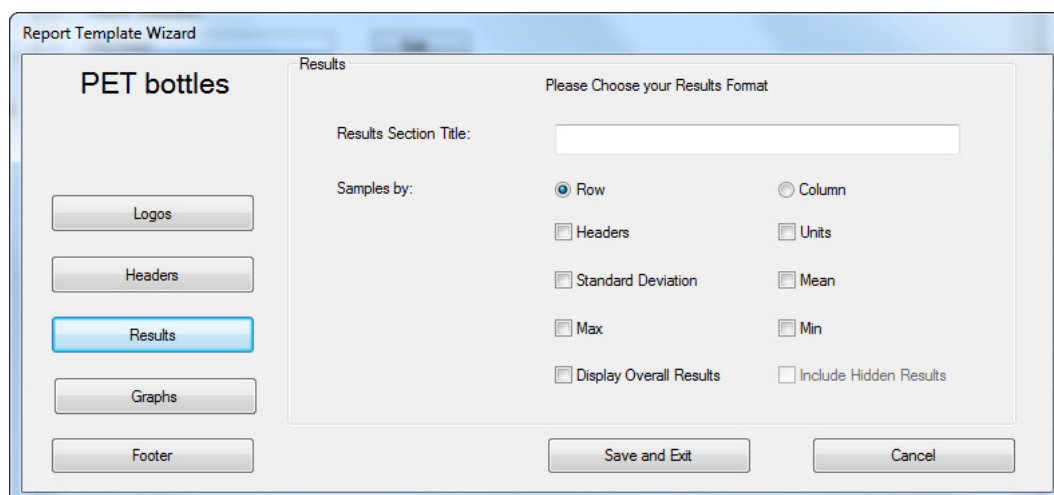 Report Template Wizard
PET bottles
Logos
Headers
Results
Graphs
Footer
Results
Please Choose your Results Format
Results Section Title:
Samples by:
Row
Column
Headers
Units
Standard Deviation
Mean
Max
Min
Display Overall Results
Include Hidden Results
Save and Exit
Cancel